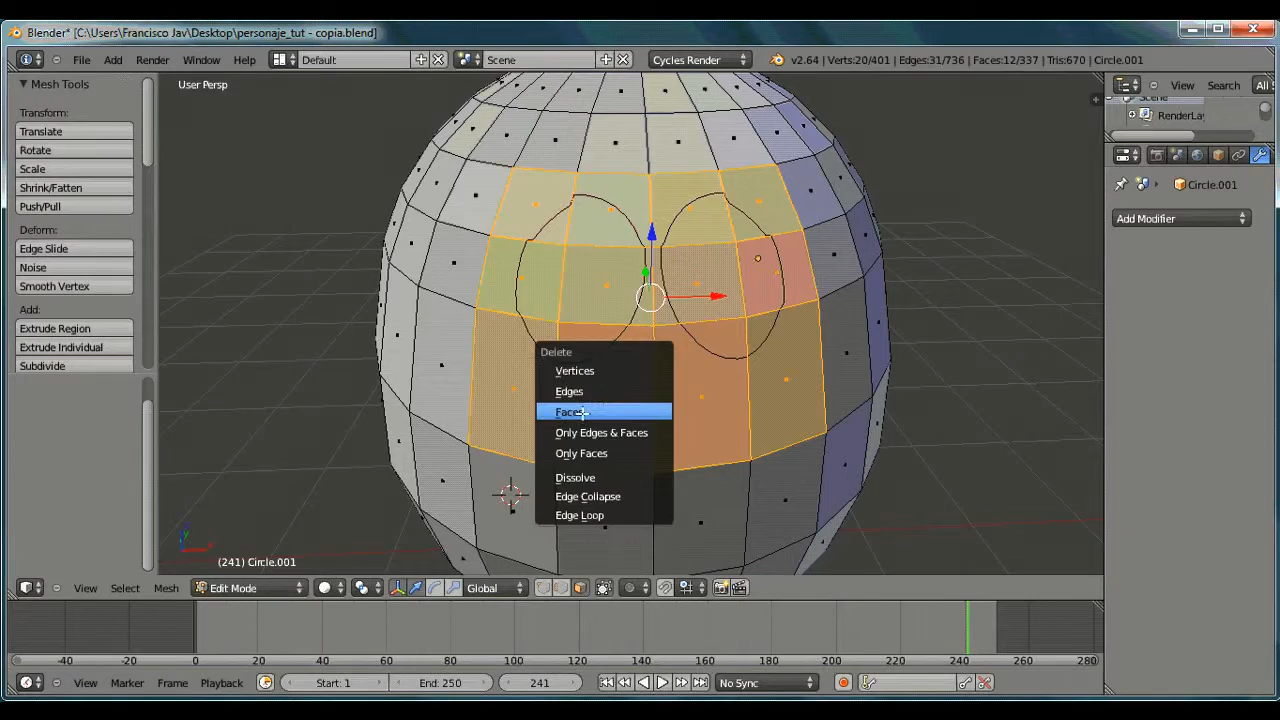 Blender* [C:\Users\Francisco Jav\Desktop\personaje_tut - copia.blend]
File Add Render Window Help Default Scene Cycles Render v2.64 | Verts:20/401 | Edges:31/736 | Faces:12/337 | Tris:670 | Circle.001
Mesh Tools
Transform:
Translate
Rotate
Scale
Shrink/Fatten
Push/Pull
Deform:
Edge Slide
Noise
Smooth Vertex
Add:
Extrude Region
Extrude Individual
Subdivide
User Persp
Delete
Vertices
Edges
Faces
Only Edges & Faces
Only Faces
Dissolve
Edge Collapse
Edge Loop
(241) Circle.001
View Search All S
Scene
RenderLay
Circle.001
Add Modifier
View Select Mesh Edit Mode Global
-40 -20 0 20 40 60 80 100 120 140 160 180 200 220 240 260 280
View Marker Frame Playback Start: 1 End: 250 241 No Sync